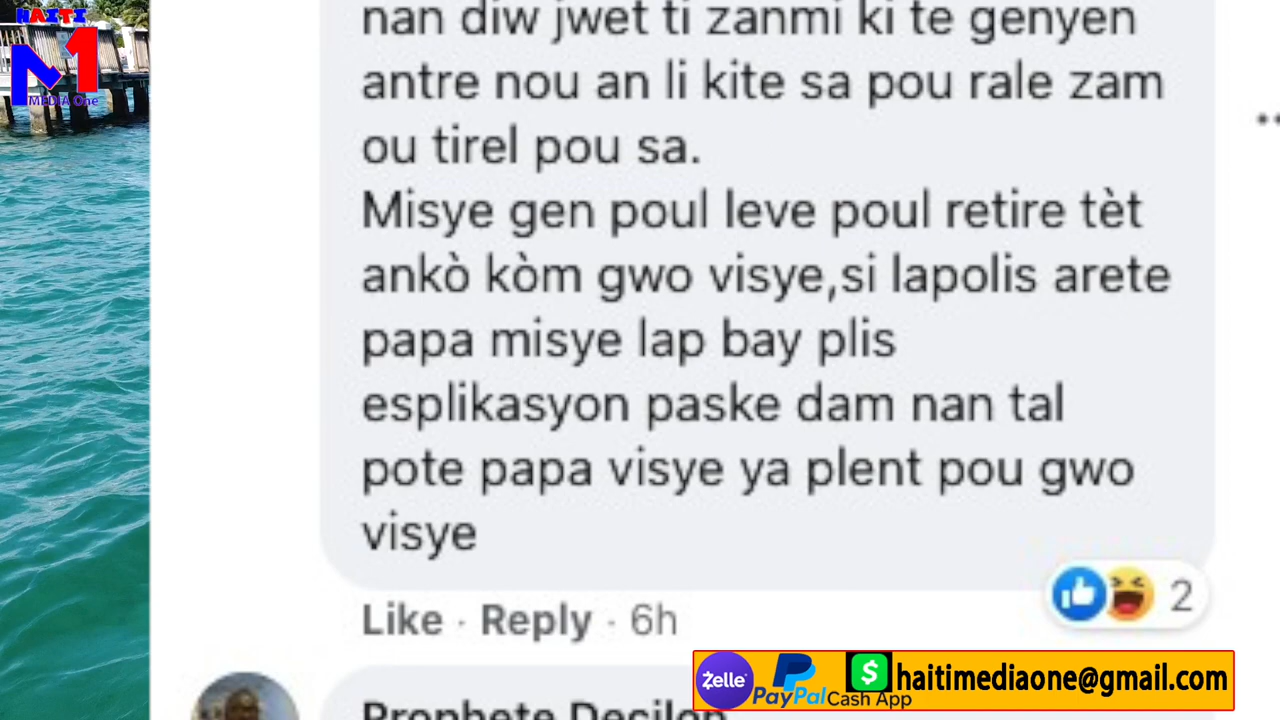 HAITI
M1
MEDIA One
nan diw jwet ti zanmi ki te genyen
antre nou an li kite sa pou rale zam
ou tirel pou sa.
Misye gen poul leve poul retire tèt
ankò kòm gwo visye,si lapolis arete
papa misye lap bay plis
esplikasyon paske dam nan tal
pote papa visye ya plent pou gwo
visye
2
Like · Reply · 6h
Prophete Decilon
Zelle PayPal $ Cash App haitimediaone@gmail.com